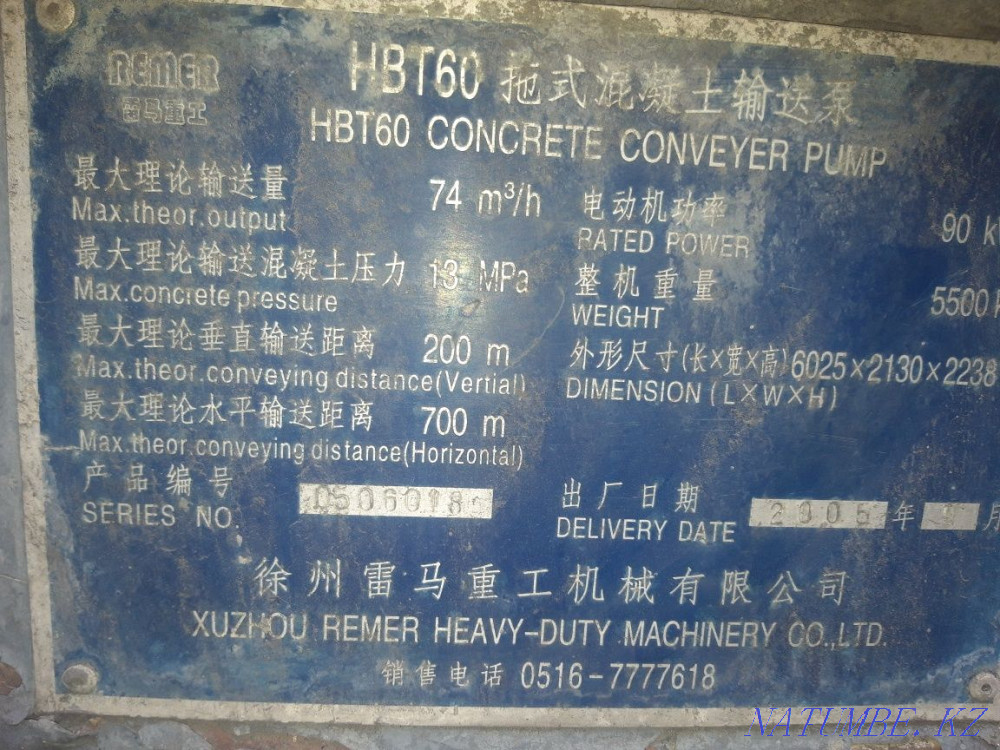 REMER
雷马重工
HBT60 拖式混凝土输送泵
HBT60 CONCRETE CONVEYER PUMP
最大理论输送量 74 m³/h
Max.theor.output
最大理论输送混凝土压力 13 MPa
Max.concrete pressure
最大理论垂直输送距离 200 m
Max.theor.conveying distance(Vertial)
最大理论水平输送距离 700 m
Max.theor.conveying distance(Horizontal)
产品编号
SERIES NO.
电动机功率 90 k
RATED POWER
整机重量 5500
WEIGHT
外形尺寸(长×宽×高) 6025×2130×2238
DIMENSION (L×W×H)
出厂日期 2005 年 月
DELIVERY DATE
徐州雷马重工机械有限公司
XUZHOU REMER HEAVY-DUTY MACHINERY CO.,LTD.
销售电话 0516-7777618
NATUMBE.KZ